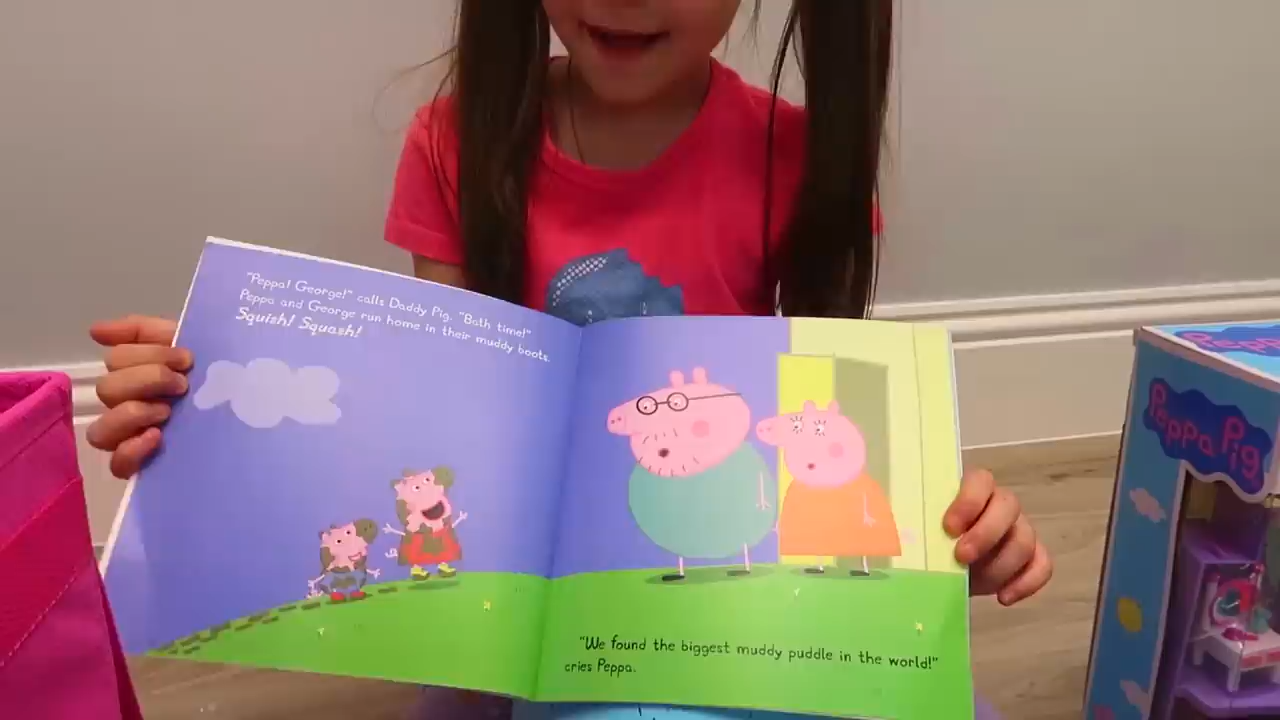 "Peppa! George!" calls Daddy Pig. "Bath time!"
Peppa and George run home in their muddy boots.
Squish! Squash!
"We found the biggest muddy puddle in the world!"
cries Peppa.
Peppa
Peppa Pig